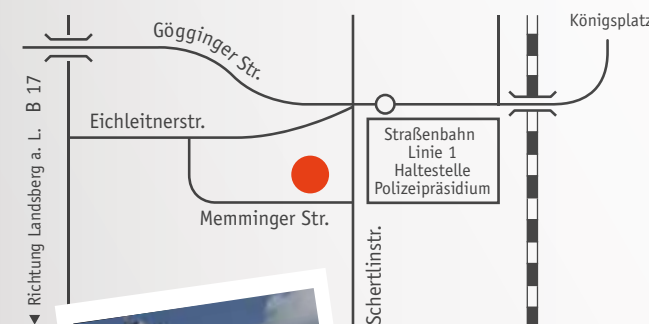 Königsplatz
Gögginger Str.
Richtung Landsberg a. L. B 17
Eichleitnerstr.
Straßenbahn
Linie 1
Haltestelle
Polizeipräsidium
Memminger Str.
Schertlinstr.